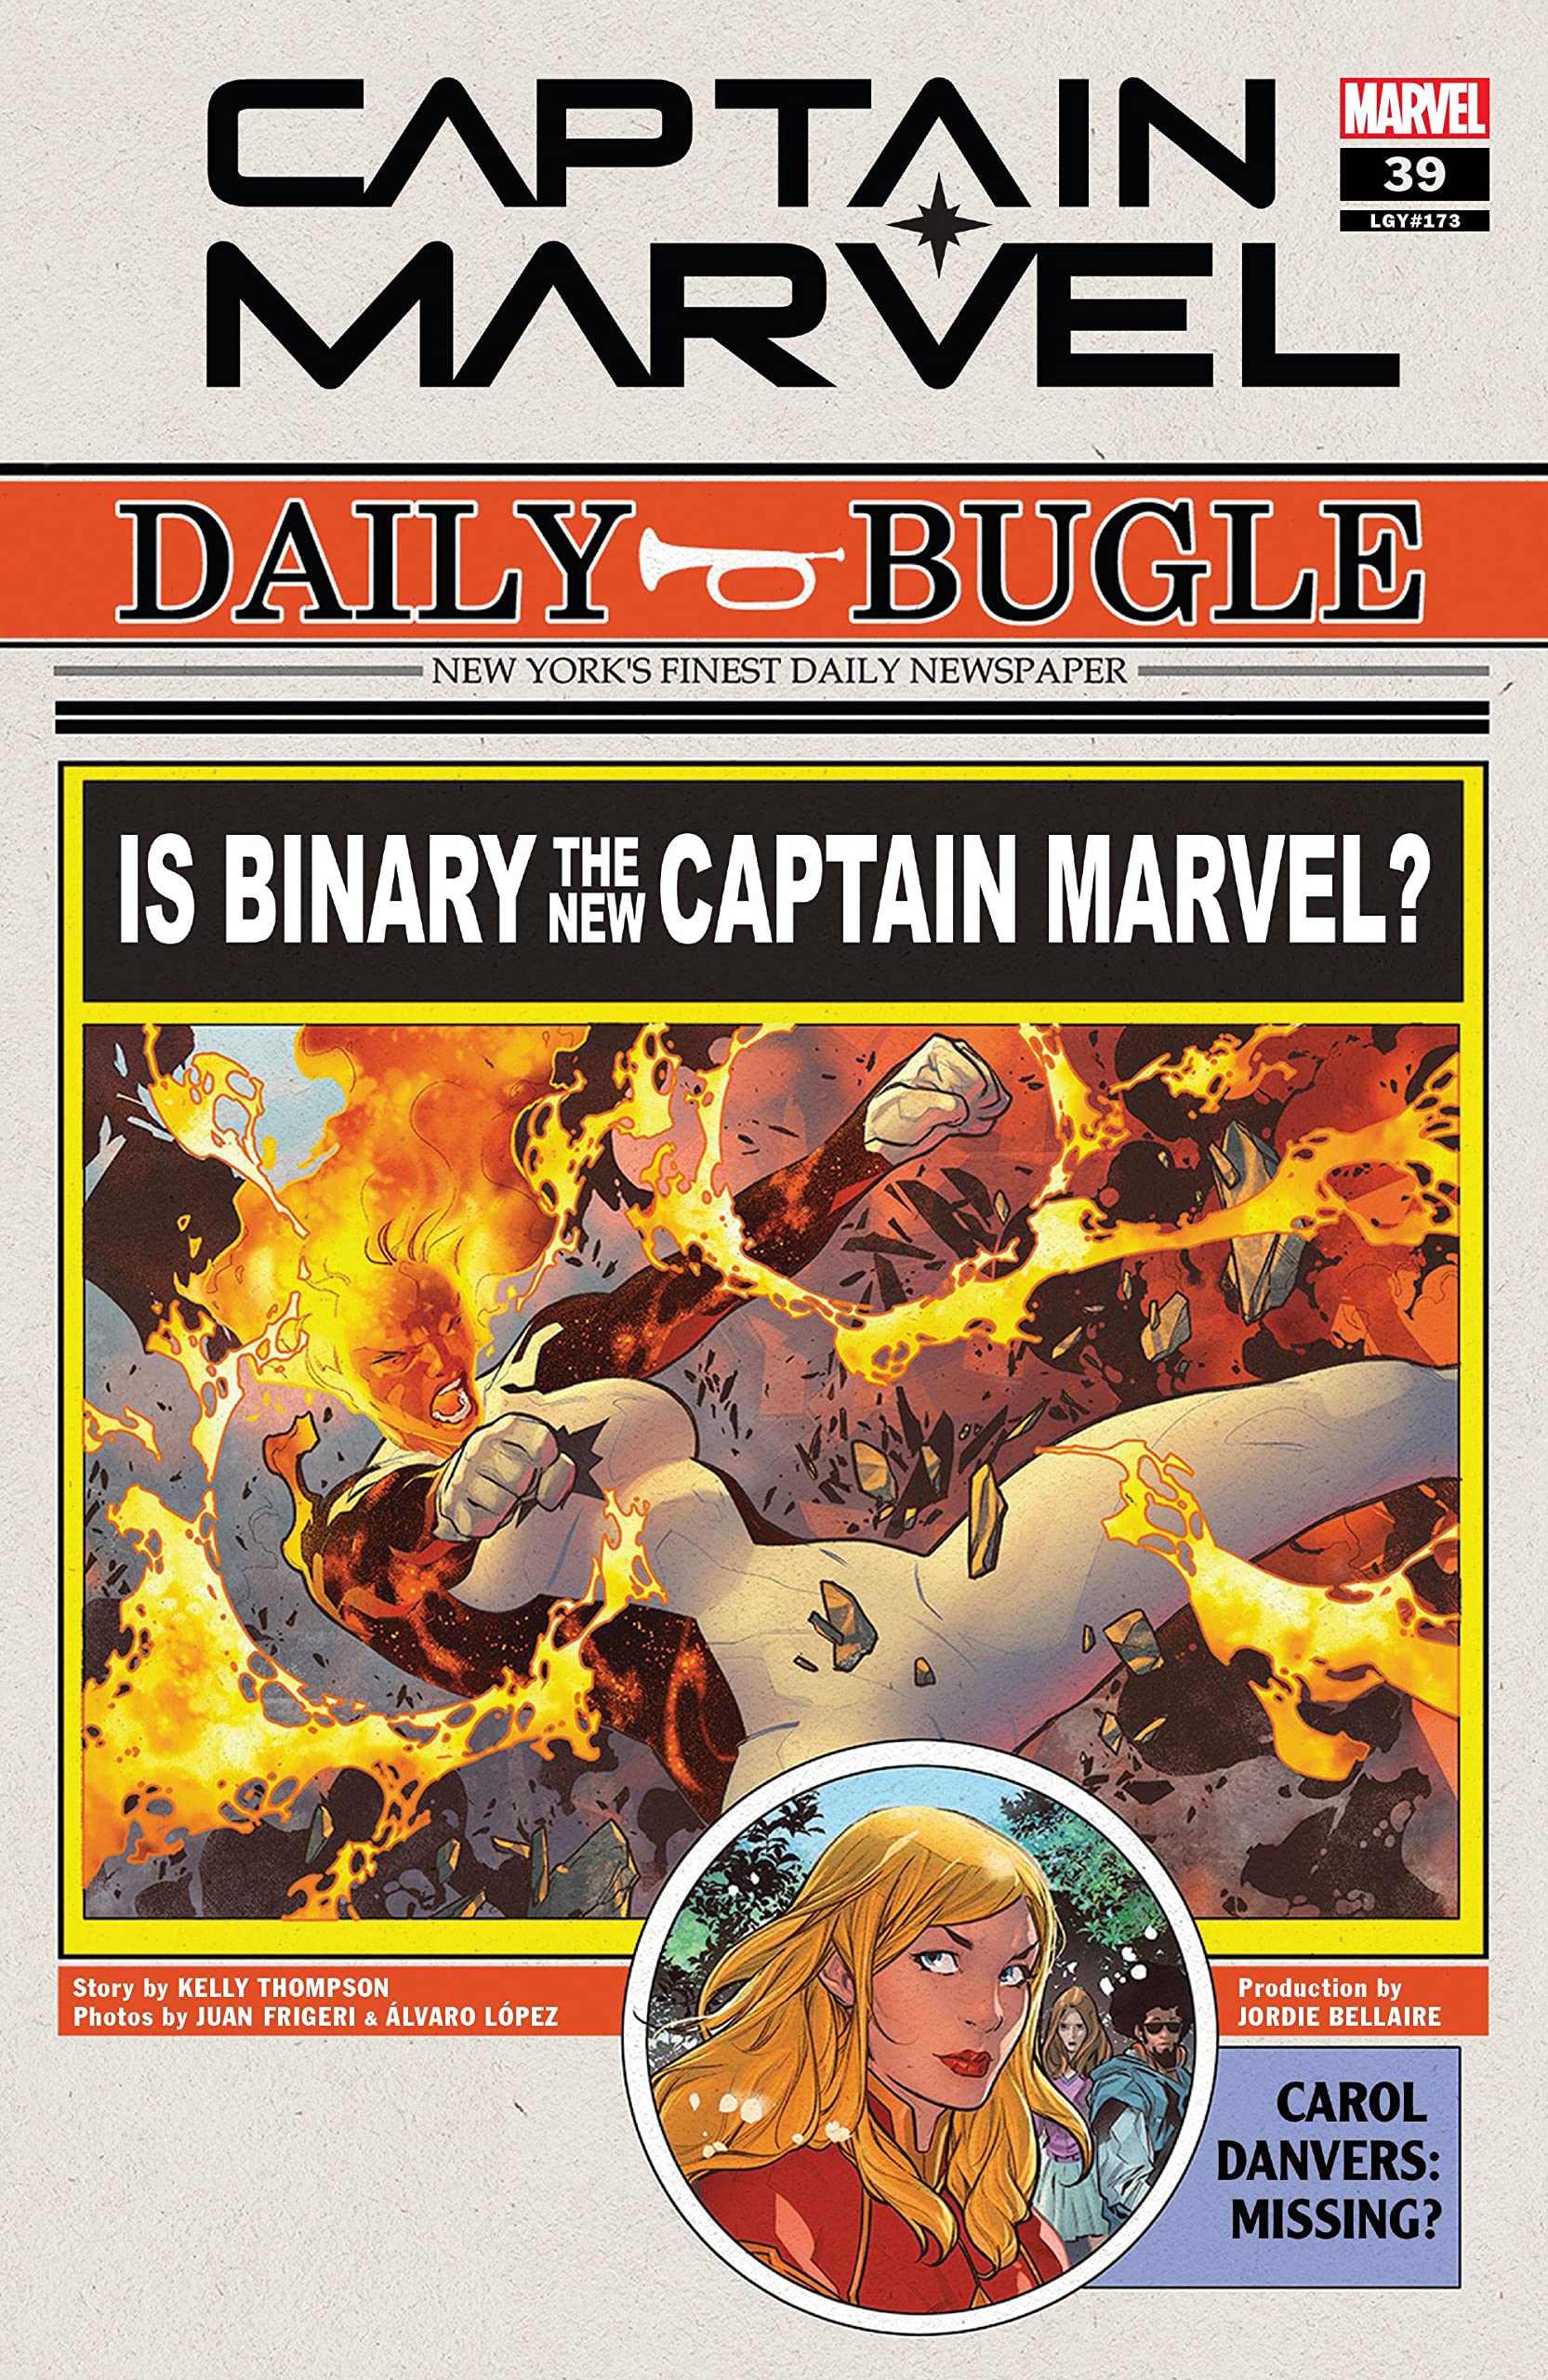 CAPTAIN
MARVEL
MARVEL
39
LGY#173
DAILY BUGLE
NEW YORK'S FINEST DAILY NEWSPAPER
IS BINARY THE NEW CAPTAIN MARVEL?
Story by KELLY THOMPSON
Photos by JUAN FRIGERI & ÁLVARO LÓPEZ
Production by
JORDIE BELLAIRE
CAROL
DANVERS:
MISSING?